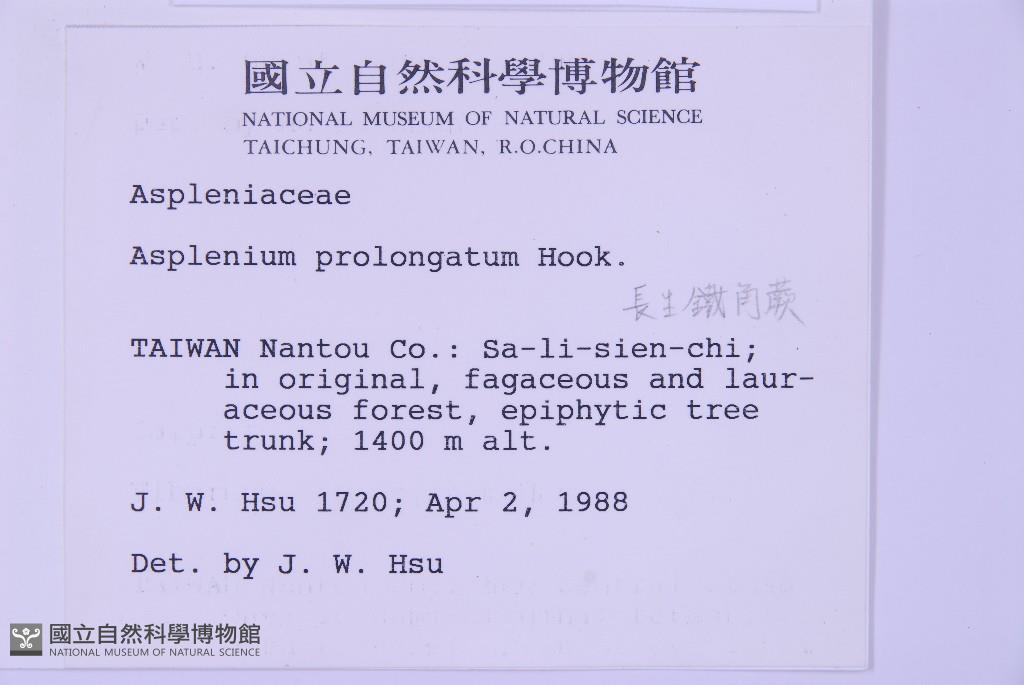 國立自然科學博物館
NATIONAL MUSEUM OF NATURAL SCIENCE
TAICHUNG, TAIWAN, R.O.CHINA
Aspleniaceae
Asplenium prolongatum Hook.
長生鐵角蕨
TAIWAN Nantou Co.: Sa-li-sien-chi;
in original, fagaceous and laur-
aceous forest, epiphytic tree
trunk; 1400 m alt.
J. W. Hsu 1720; Apr 2, 1988
Det. by J. W. Hsu
國立自然科學博物館
NATIONAL MUSEUM OF NATURAL SCIENCE